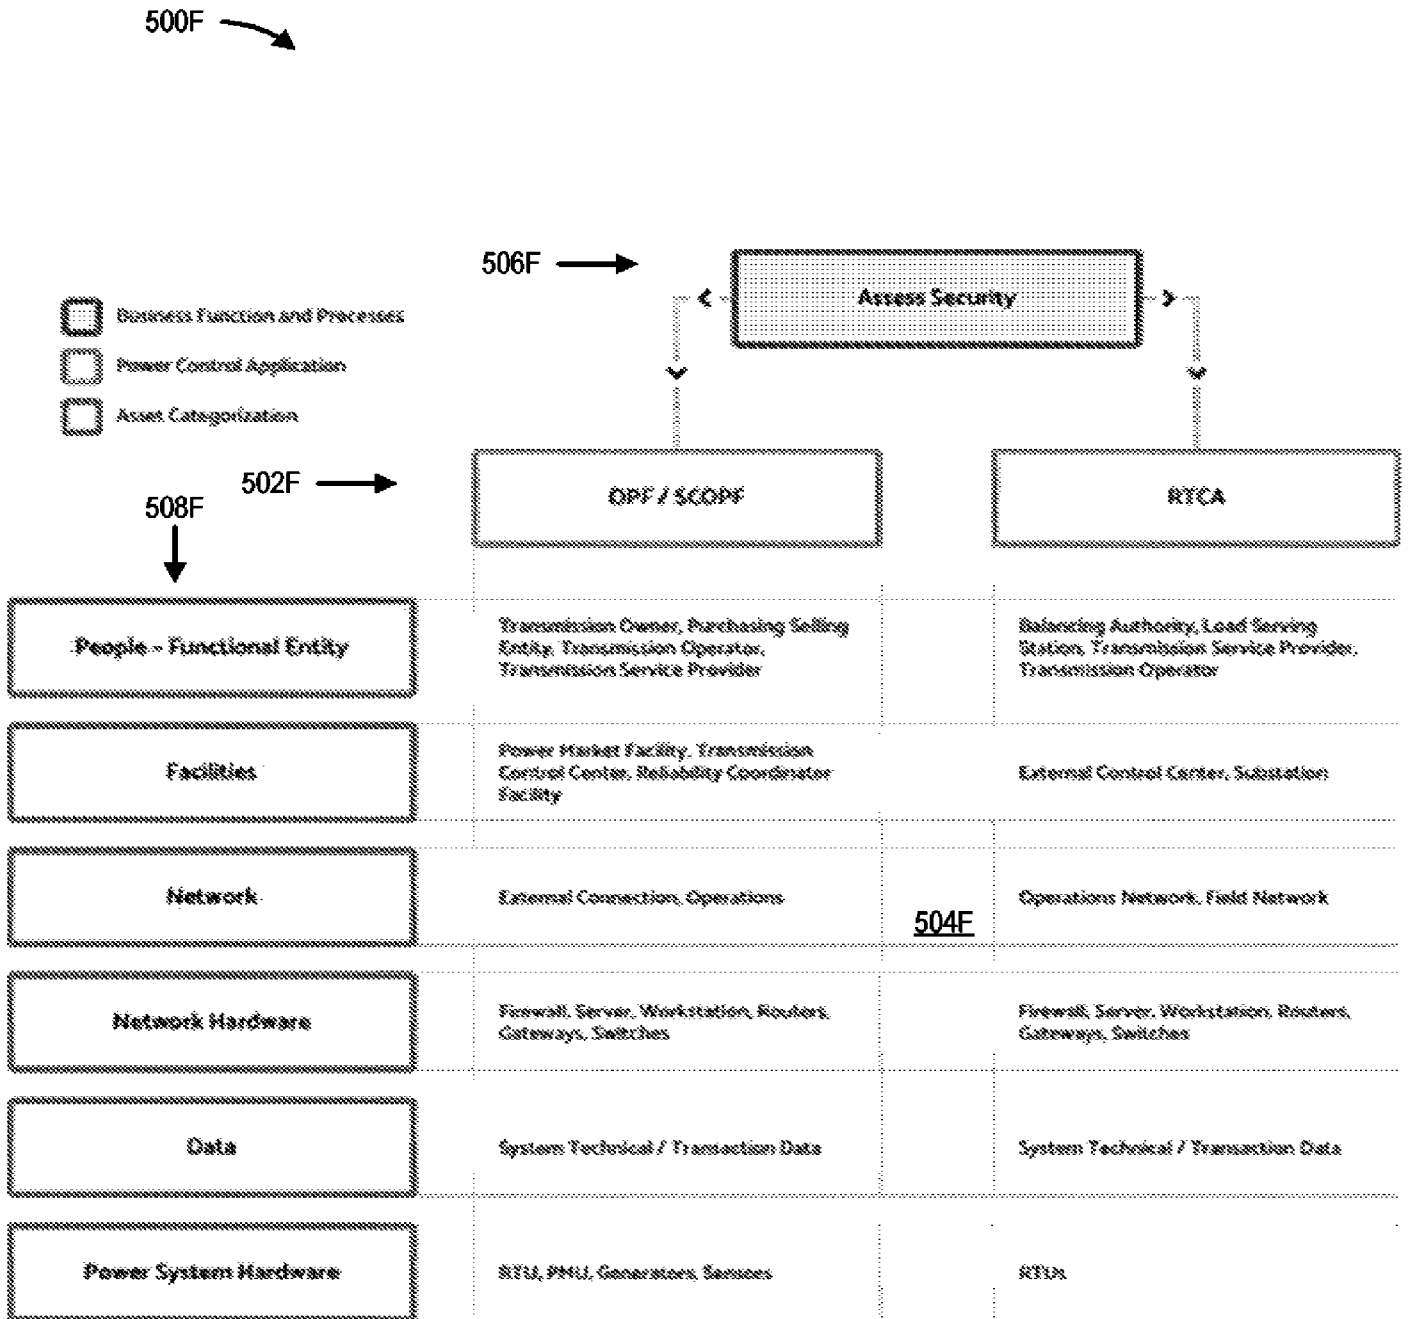 500F
506F
Assess Security
Business Function and Processes
Power Control Application
Asset Categorization
502F
508F
OPF / SCOPF
RTCA
People - Functional Entity
Transmission Owner, Purchasing Selling
Entity, Transmission Operator,
Transmission Service Provider
Balancing Authority, Load Serving
Station, Transmission Service Provider,
Transmission Operator
Facilities
Power Market Facility, Transmission
Control Center, Reliability Coordinator
Facility
External Control Center, Substation
Network
External Connection, Operations
504F
Operations Network, Field Network
Network Hardware
Firewall, Server, Workstation, Routers,
Gateways, Switches
Firewall, Server, Workstation, Routers,
Gateways, Switches
Data
System Technical / Transaction Data
System Technical / Transaction Data
Power System Hardware
RTU, PMU, Generators, Sensors
RTUs